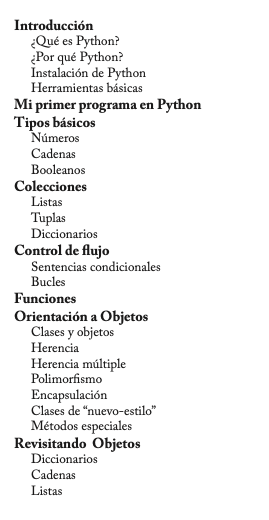 Introducción
¿Qué es Python?
¿Por qué Python?
Instalación de Python
Herramientas básicas
Mi primer programa en Python
Tipos básicos
Números
Cadenas
Booleanos
Colecciones
Listas
Tuplas
Diccionarios
Control de flujo
Sentencias condicionales
Bucles
Funciones
Orientación a Objetos
Clases y objetos
Herencia
Herencia múltiple
Polimorfismo
Encapsulación
Clases de “nuevo-estilo”
Métodos especiales
Revisitando Objetos
Diccionarios
Cadenas
Listas